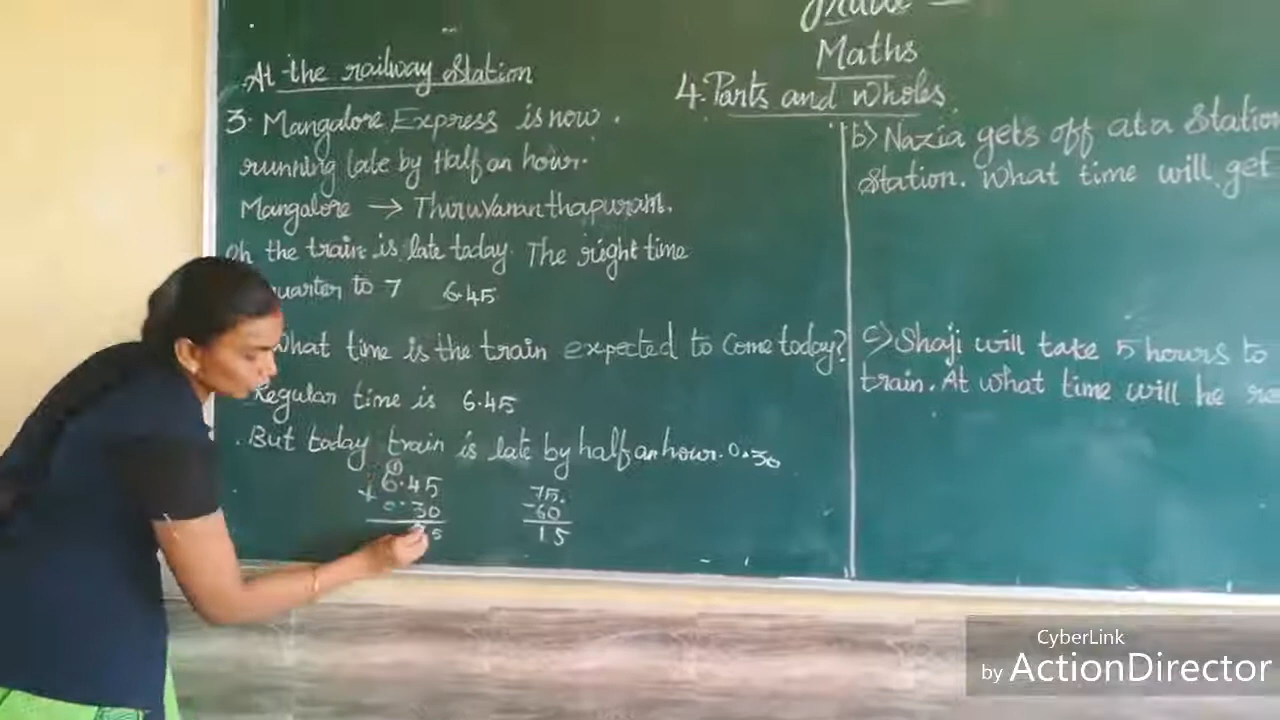 Maths
4. Parts and wholes
At the railway Station
3. Mangalore Express is now.
running late by Half an hour.
Mangalore → Thiruvananthapuram.
Oh the train is late today. The right time
quarter to 7 6.45
What time is the train expected to come today?
Regular time is 6.45
But today train is late by half an hour. 0.30
1
6.45
+ 0.30
5
75.
-60
15
b) Nazia gets off at a Station
Station. What time will get
c) Shaji will take 5 hours to
train. At what time will he
CyberLink
by ActionDirector